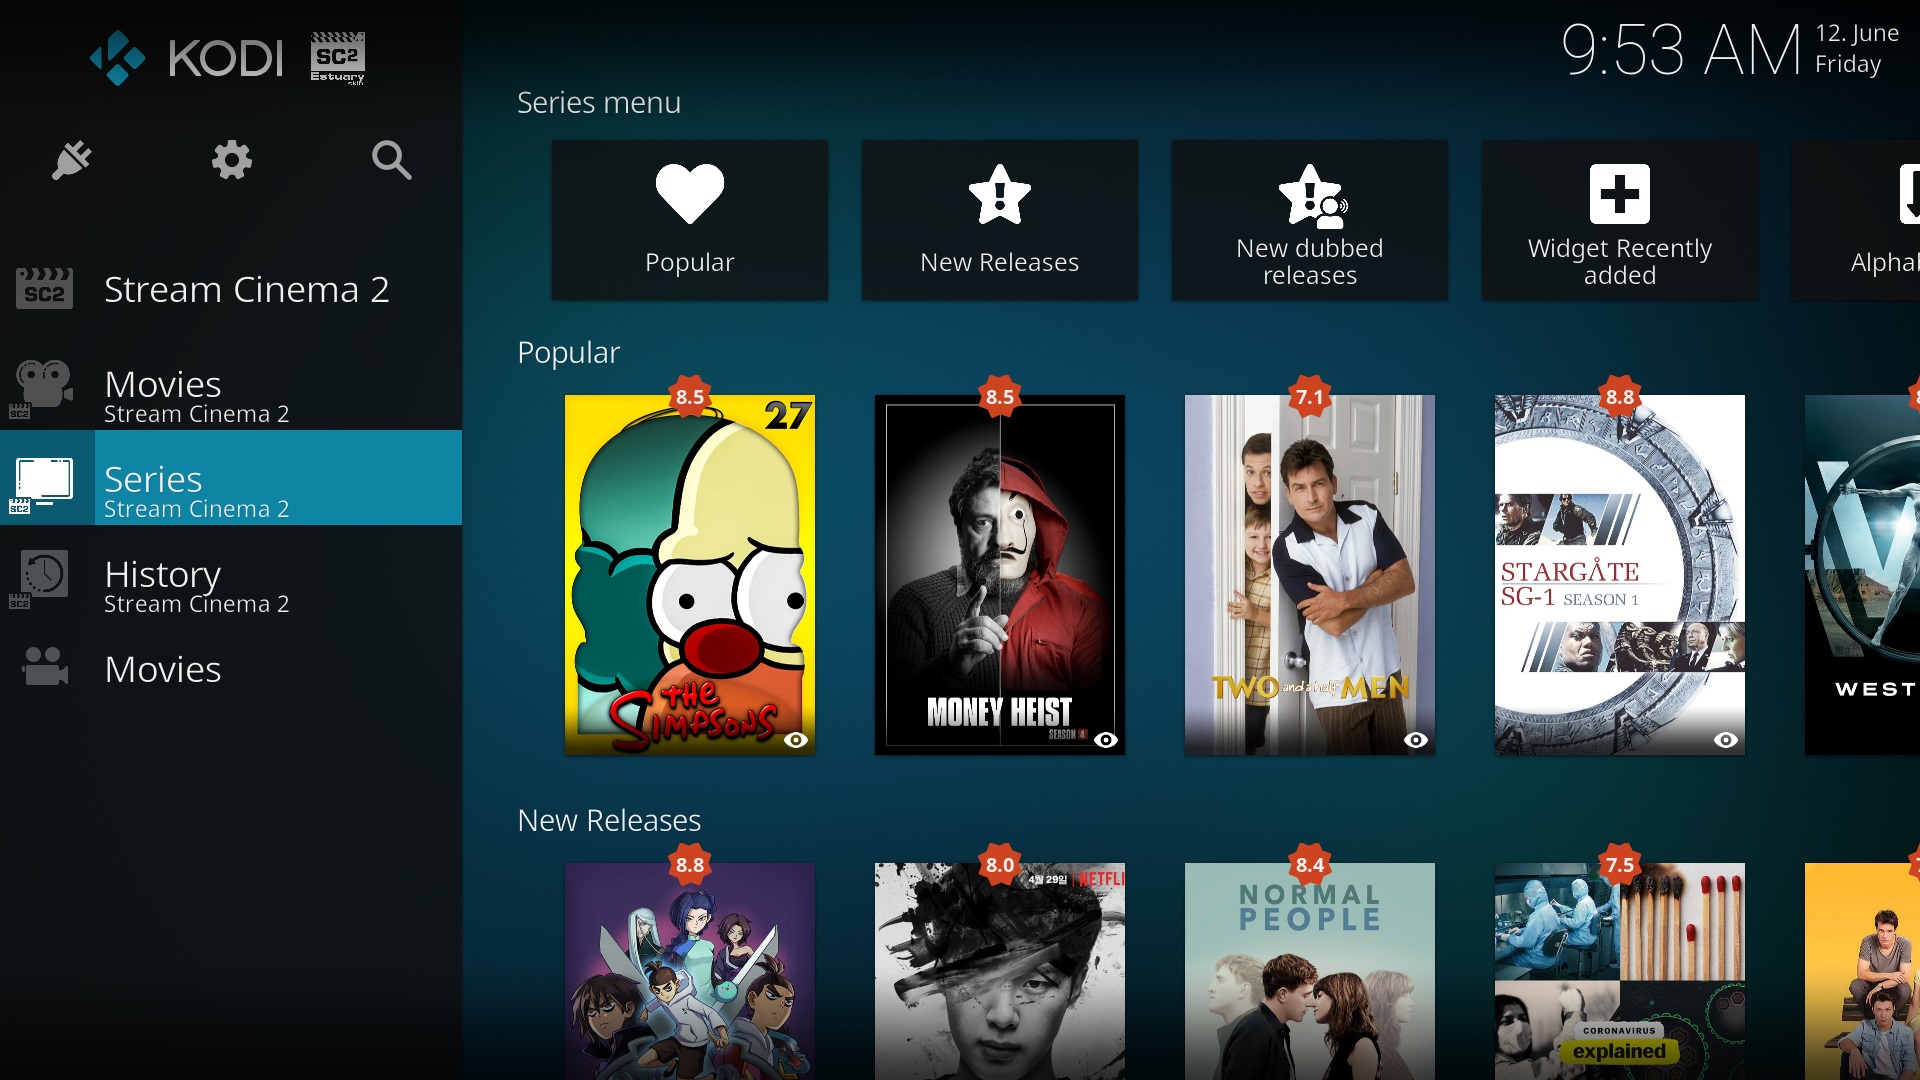 KODI
SC2
Estuary
skin
9:53 AM
12. June
Friday
Series menu
Popular
New Releases
New dubbed
releases
Widget Recently
added
Stream Cinema 2
SC2
Movies
Stream Cinema 2
SC2
Series
Stream Cinema 2
SC2
History
Stream Cinema 2
SC2
Movies
Popular
8.5
8.5
7.1
8.8
27
THE
SIMPSONS
MONEY HEIST
SEASON 4
TWO and a half MEN
STARGATE
SG-1 SEASON 1
WEST
New Releases
8.8
8.0
8.4
7.5
4월 29일
NORMAL
PEOPLE
CORONAVIRUS
explained